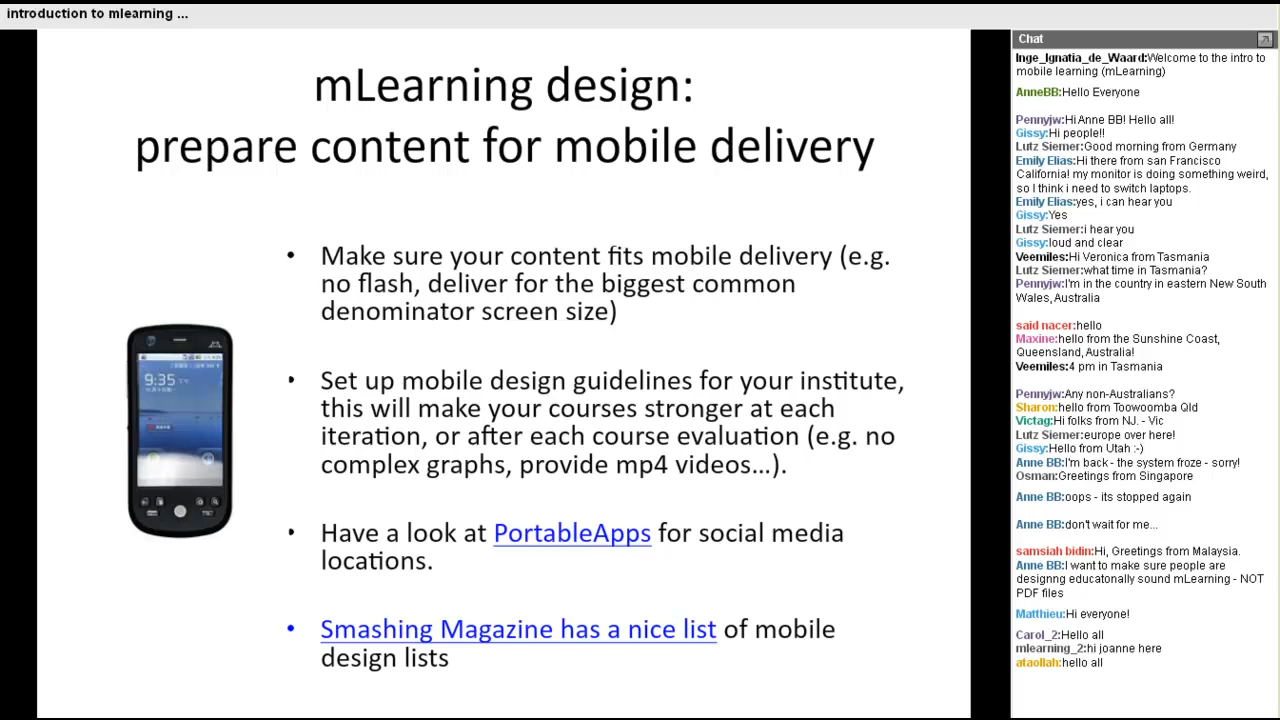 introduction to mlearning ...
mLearning design:
prepare content for mobile delivery
• Make sure your content fits mobile delivery (e.g.
no flash, deliver for the biggest common
denominator screen size)
• Set up mobile design guidelines for your institute,
this will make your courses stronger at each
iteration, or after each course evaluation (e.g. no
complex graphs, provide mp4 videos…).
• Have a look at PortableApps for social media
locations.
• Smashing Magazine has a nice list of mobile
design lists
9:35
Chat
Inge_Ignatia_de_Waard:Welcome to the intro to
mobile learning (mLearning)
AnneBB:Hello Everyone
Pennyjw:Hi Anne BB! Hello all!
Gissy:Hi people!!
Lutz Siemer:Good morning from Germany
Emily Elias:Hi there from san Francisco
California! my monitor is doing something weird,
so I think i need to switch laptops.
Emily Elias:yes, i can hear you
Gissy:Yes
Lutz Siemer:i hear you
Gissy:loud and clear
Veemiles:Hi Veronica from Tasmania
Lutz Siemer:what time in Tasmania?
Pennyjw:I'm in the country in eastern New South
Wales, Australia
said nacer:hello
Maxine:hello from the Sunshine Coast,
Queensland, Australia!
Veemiles:4 pm in Tasmania
Pennyjw:Any non-Australians?
Sharon:hello from Toowoomba Qld
Victag:Hi folks from NJ. - Vic
Lutz Siemer:europe over here!
Gissy:Hello from Utah :-)
Anne BB:I'm back - the system froze - sorry!
Osman:Greetings from Singapore
Anne BB:oops - its stopped again
Anne BB:don't wait for me...
samsiah bidin:Hi, Greetings from Malaysia.
Anne BB:I want to make sure people are
designng educatonally sound mLearning - NOT
PDF files
Matthieu:Hi everyone!
Carol_2:Hello all
mlearning_2:hi joanne here
ataollah:hello all